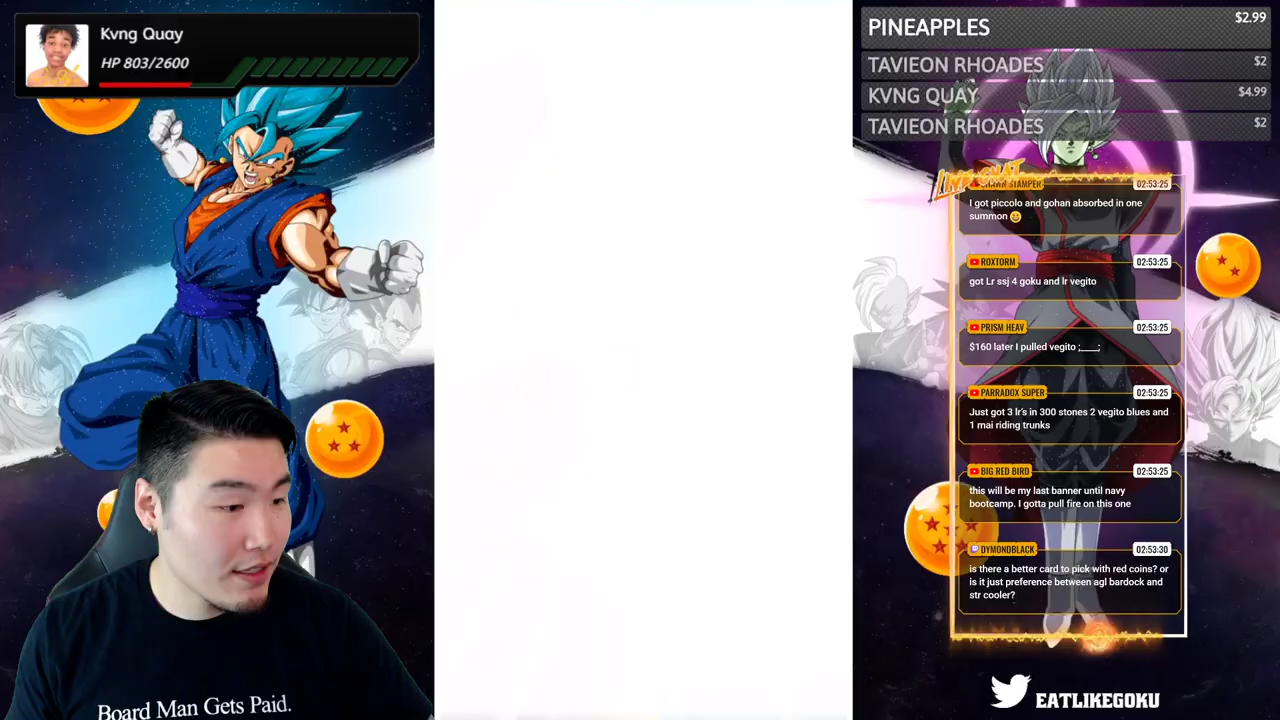 Kvng Quay
HP 803/2600
PINEAPPLES $2.99
TAVIEON RHOADES $2
KVNG QUAY $4.99
TAVIEON RHOADES $2
LIVE CHAT
SHAWN STAMPER 02:53:25
I got piccolo and gohan absorbed in one
summon
ROXTORM 02:53:25
got Lr ssj 4 goku and lr vegito
PRISM HEAV 02:53:25
$160 later I pulled vegito ;___;
PARRADOX SUPER 02:53:25
Just got 3 lr's in 300 stones 2 vegito blues and
1 mai riding trunks
BIG RED BIRD 02:53:25
this will be my last banner until navy
bootcamp. I gotta pull fire on this one
DYMONDBLACK 02:53:30
is there a better card to pick with red coins? or
is it just preference between agl bardock and
str cooler?
Board Man Gets Paid.
EATLIKEGOKU